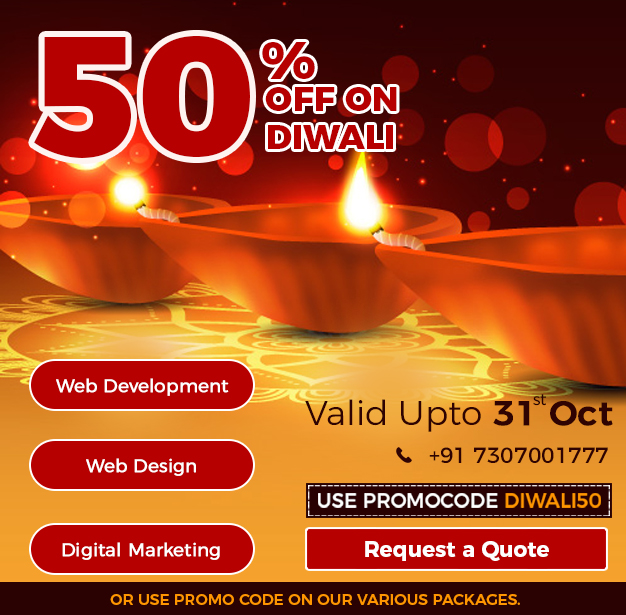 50%
OFF ON
DIWALI
Web Development
Web Design
Digital Marketing
Valid Upto 31st Oct
+91 7307001777
USE PROMOCODE DIWALI50
Request a Quote
OR USE PROMO CODE ON OUR VARIOUS PACKAGES.